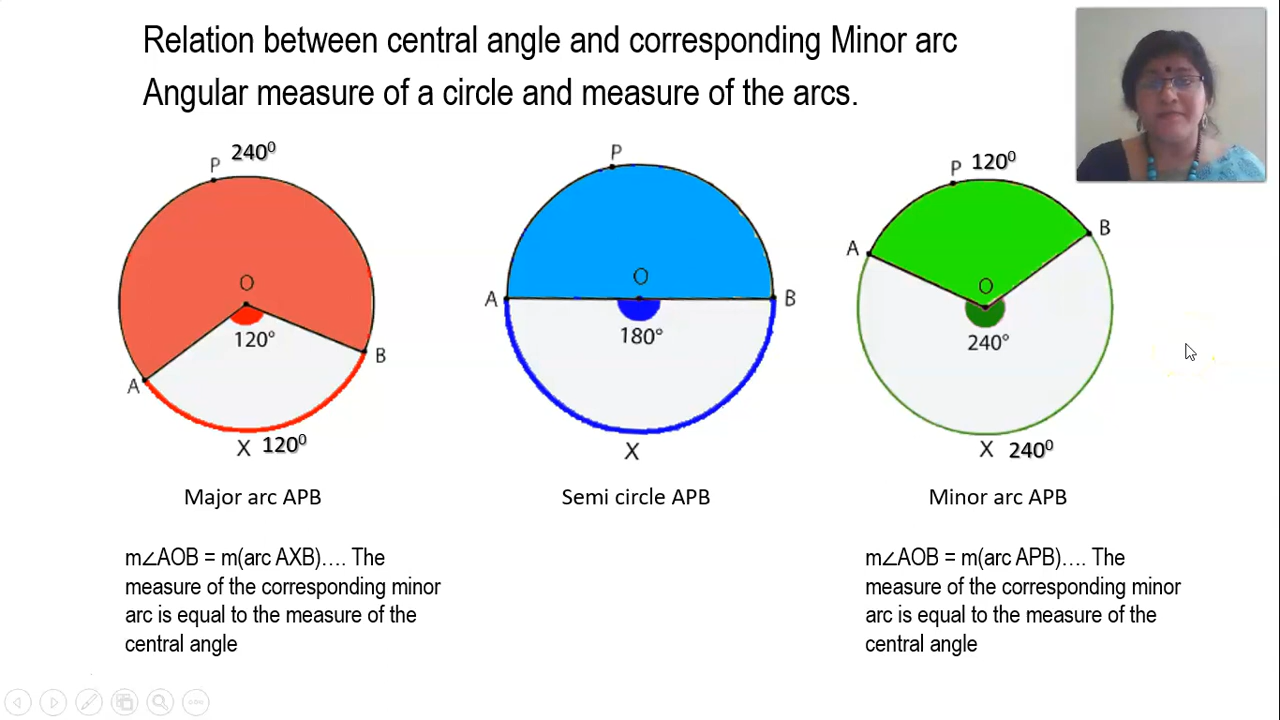 Relation between central angle and corresponding Minor arc
Angular measure of a circle and measure of the arcs.
P 240⁰
O
120°
A
B
X 120⁰
Major arc APB
m∠AOB = m(arc AXB)…. The
measure of the corresponding minor
arc is equal to the measure of the
central angle
P
O
A
B
180°
X
Semi circle APB
P 120⁰
A
B
O
240°
X 240⁰
Minor arc APB
m∠AOB = m(arc APB)…. The
measure of the corresponding minor
arc is equal to the measure of the
central angle